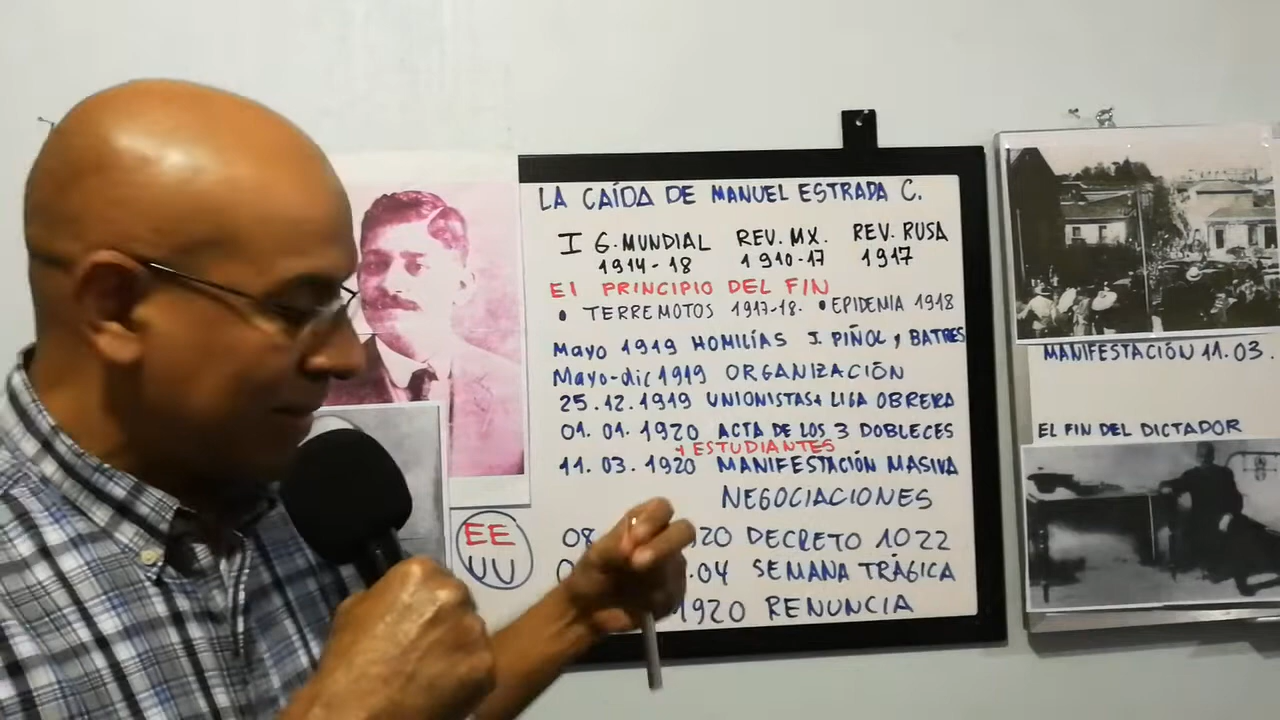 LA CAÍDA DE MANUEL ESTRADA C.
I G. MUNDIAL REV. MX. REV. RUSA
1914-18 1910-17 1917
El PRINCIPIO DEL FIN
• TERREMOTOS 1917-18. • EPIDEMIA 1918
Mayo 1919 HOMILÍAS J. PIÑOL y BATRES
Mayo-dic 1919 ORGANIZACIÓN
25.12.1919 UNIONISTAS + LIGA OBRERA
01.01.1920 ACTA DE LOS 3 DOBLECES
y ESTUDIANTES
11.03.1920 MANIFESTACIÓN MASIVA
NEGOCIACIONES
08 20 DECRETO 1022
.04 SEMANA TRÁGICA
1920 RENUNCIA
EE
UU
MANIFESTACIÓN 11.03.
EL FIN DEL DICTADOR